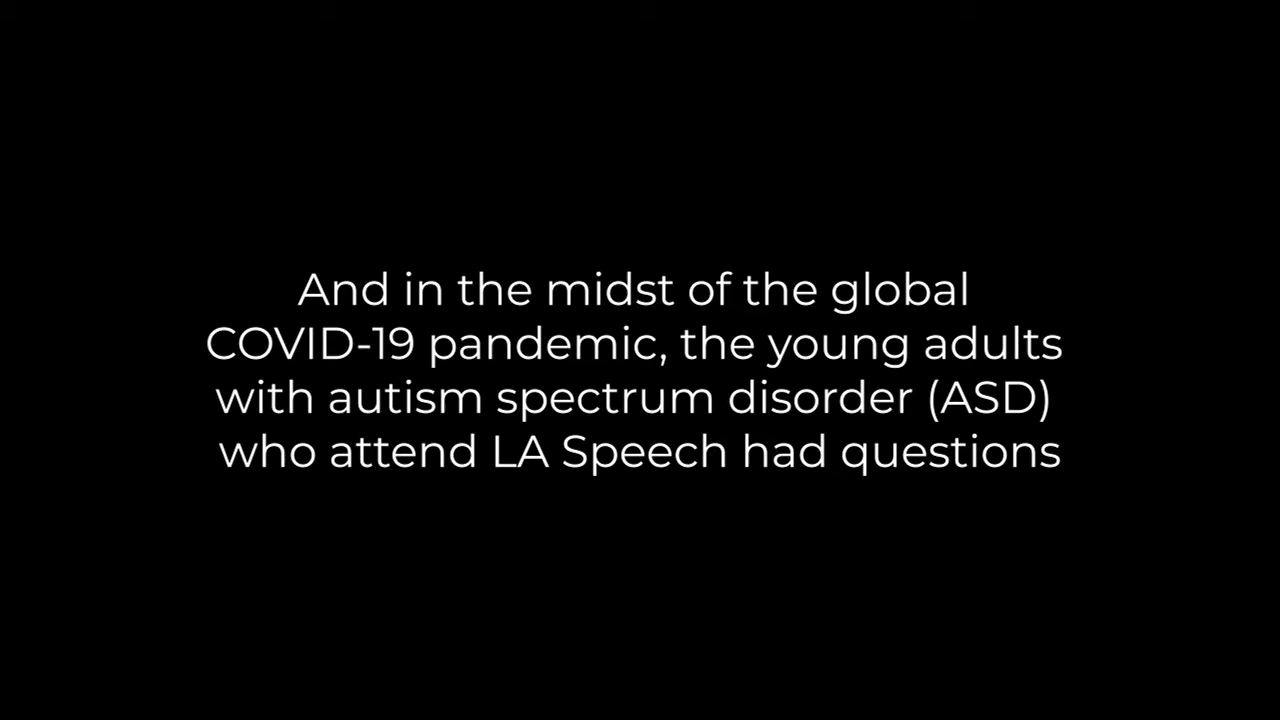 And in the midst of the global
COVID-19 pandemic, the young adults
with autism spectrum disorder (ASD)
who attend LA Speech had questions